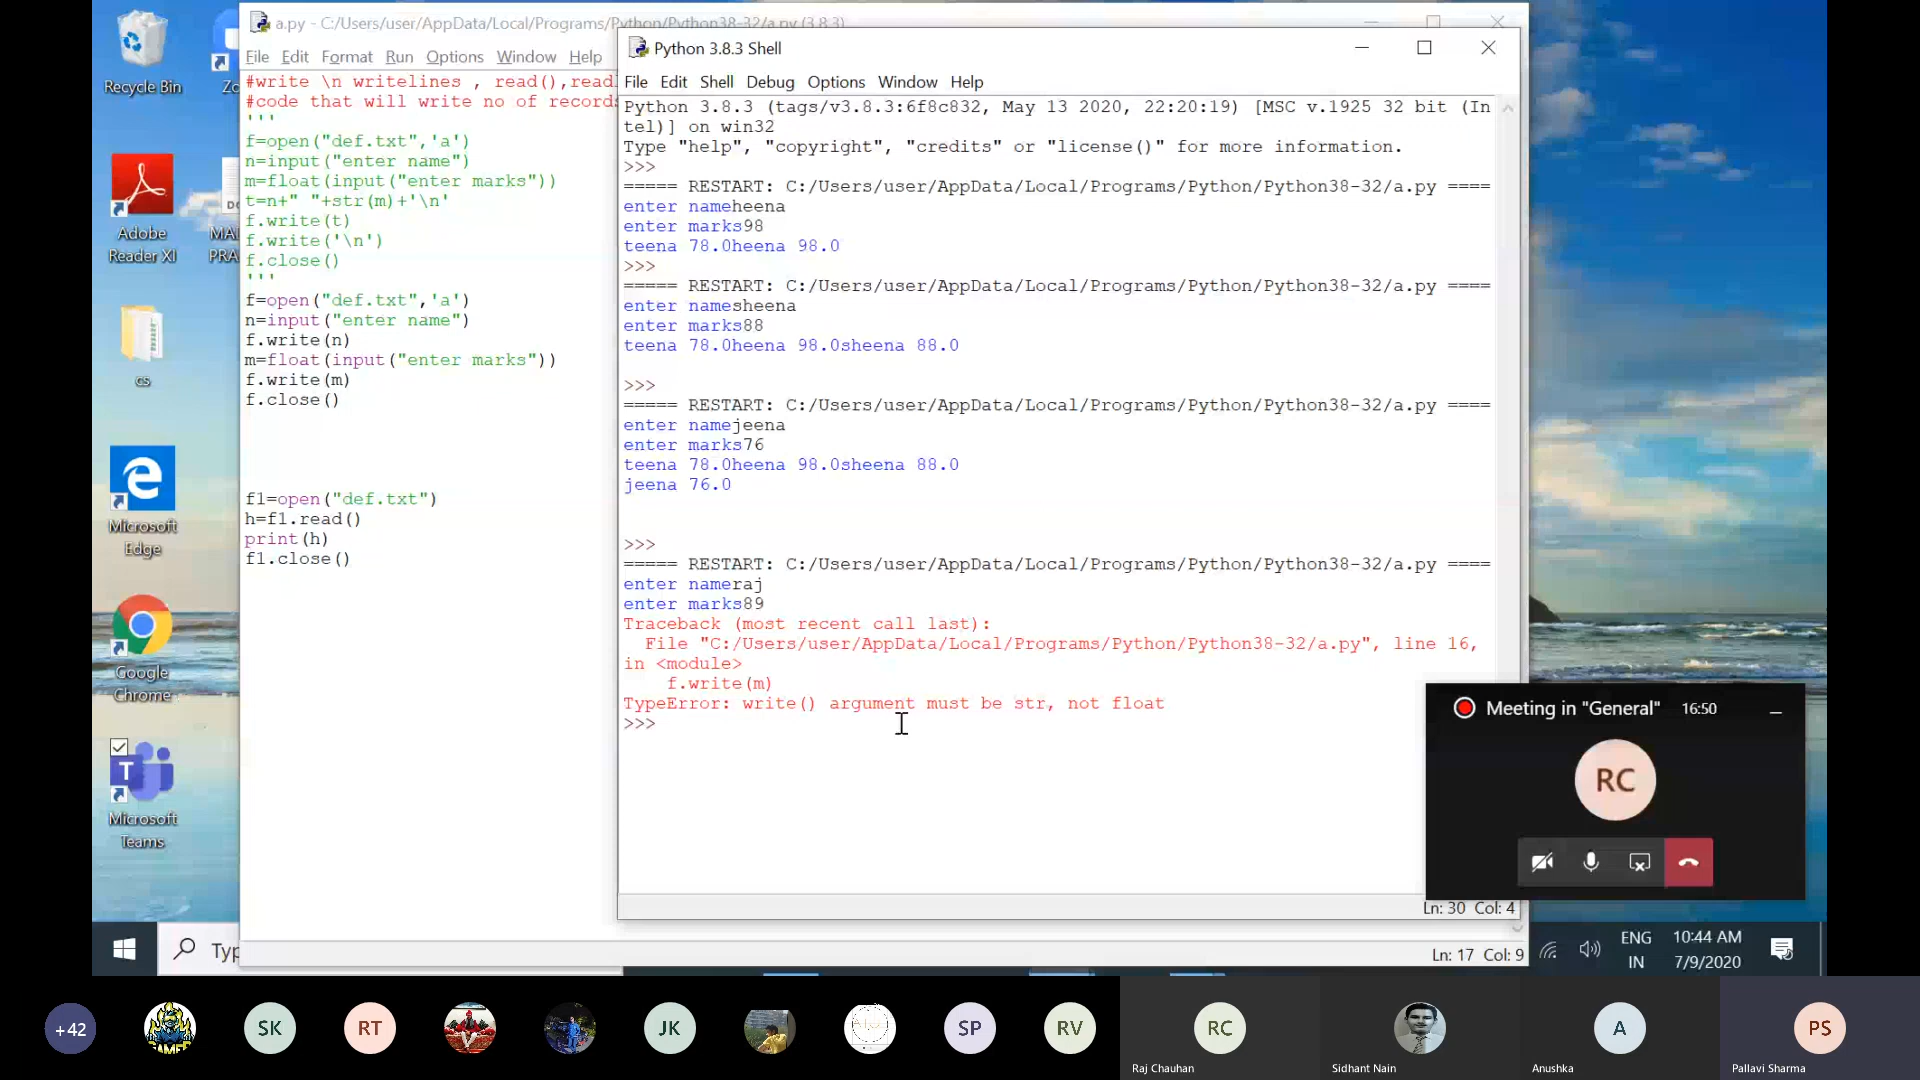 Recycle Bin
Adobe
Reader XI
cs
Microsoft
Edge
Google
Chrome
T
Microsoft
Teams
a.py - C:/Users/user/AppData/Local/Programs/Python/Python38-32/a.py (3.8.3)
File Edit Format Run Options Window Help
#write \n writelines , read(),read
#code that will write no of records
'''
f=open("def.txt",'a')
n=input("enter name")
m=float(input("enter marks"))
t=n+" "+str(m)+'\n'
f.write(t)
f.write('\n')
f.close()
'''
f=open("def.txt",'a')
n=input("enter name")
f.write(n)
m=float(input("enter marks"))
f.write(m)
f.close()
f1=open("def.txt")
h=f1.read()
print(h)
f1.close()
Ln: 17 Col: 9
Python 3.8.3 Shell
File Edit Shell Debug Options Window Help
Python 3.8.3 (tags/v3.8.3:6f8c832, May 13 2020, 22:20:19) [MSC v.1925 32 bit (In
tel)] on win32
Type "help", "copyright", "credits" or "license()" for more information.
>>>
===== RESTART: C:/Users/user/AppData/Local/Programs/Python/Python38-32/a.py ====
enter nameheena
enter marks98
teena 78.0heena 98.0
>>>
===== RESTART: C:/Users/user/AppData/Local/Programs/Python/Python38-32/a.py ====
enter namesheena
enter marks88
teena 78.0heena 98.0sheena 88.0
>>>
===== RESTART: C:/Users/user/AppData/Local/Programs/Python/Python38-32/a.py ====
enter namejeena
enter marks76
teena 78.0heena 98.0sheena 88.0
jeena 76.0
>>>
===== RESTART: C:/Users/user/AppData/Local/Programs/Python/Python38-32/a.py ====
enter nameraj
enter marks89
Traceback (most recent call last):
File "C:/Users/user/AppData/Local/Programs/Python/Python38-32/a.py", line 16,
in <module>
f.write(m)
TypeError: write() argument must be str, not float
>>>
Ln: 30 Col: 4
Meeting in "General" 16:50
RC
ENG
IN
10:44 AM
7/9/2020
+42
SK
RT
JK
SP
RV
RC
Raj Chauhan
Sidhant Nain
A
Anushka
PS
Pallavi Sharma